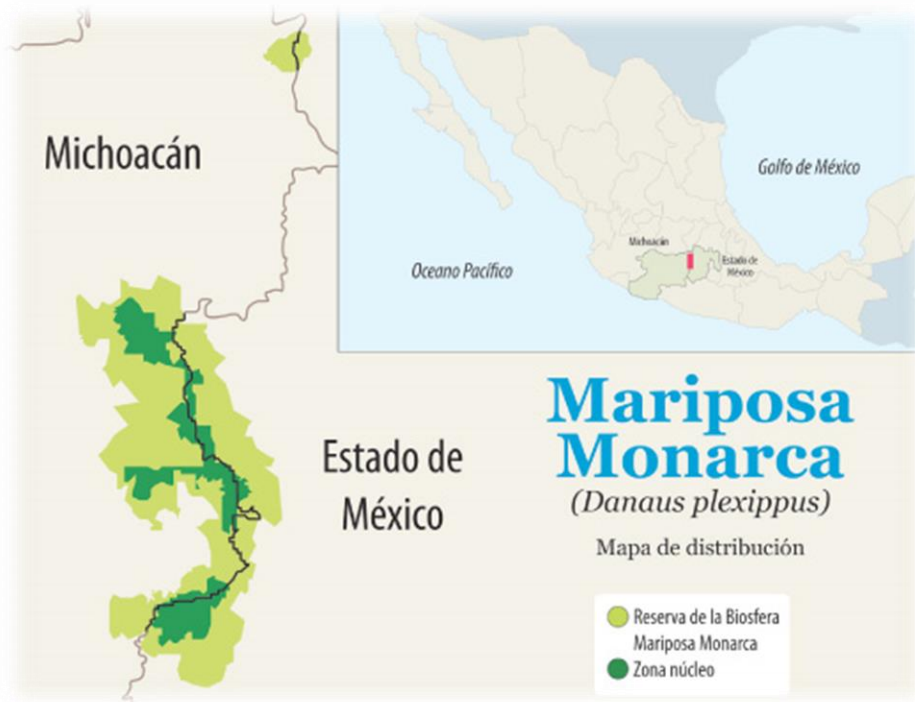 Michoacán
Golfo de México
Michoacán
Oceano Pacífico
Estado de
México
Mariposa
Monarca
(Danaus plexippus)
Mapa de distribución
Estado de
México
Reserva de la Biosfera
Mariposa Monarca
Zona núcleo